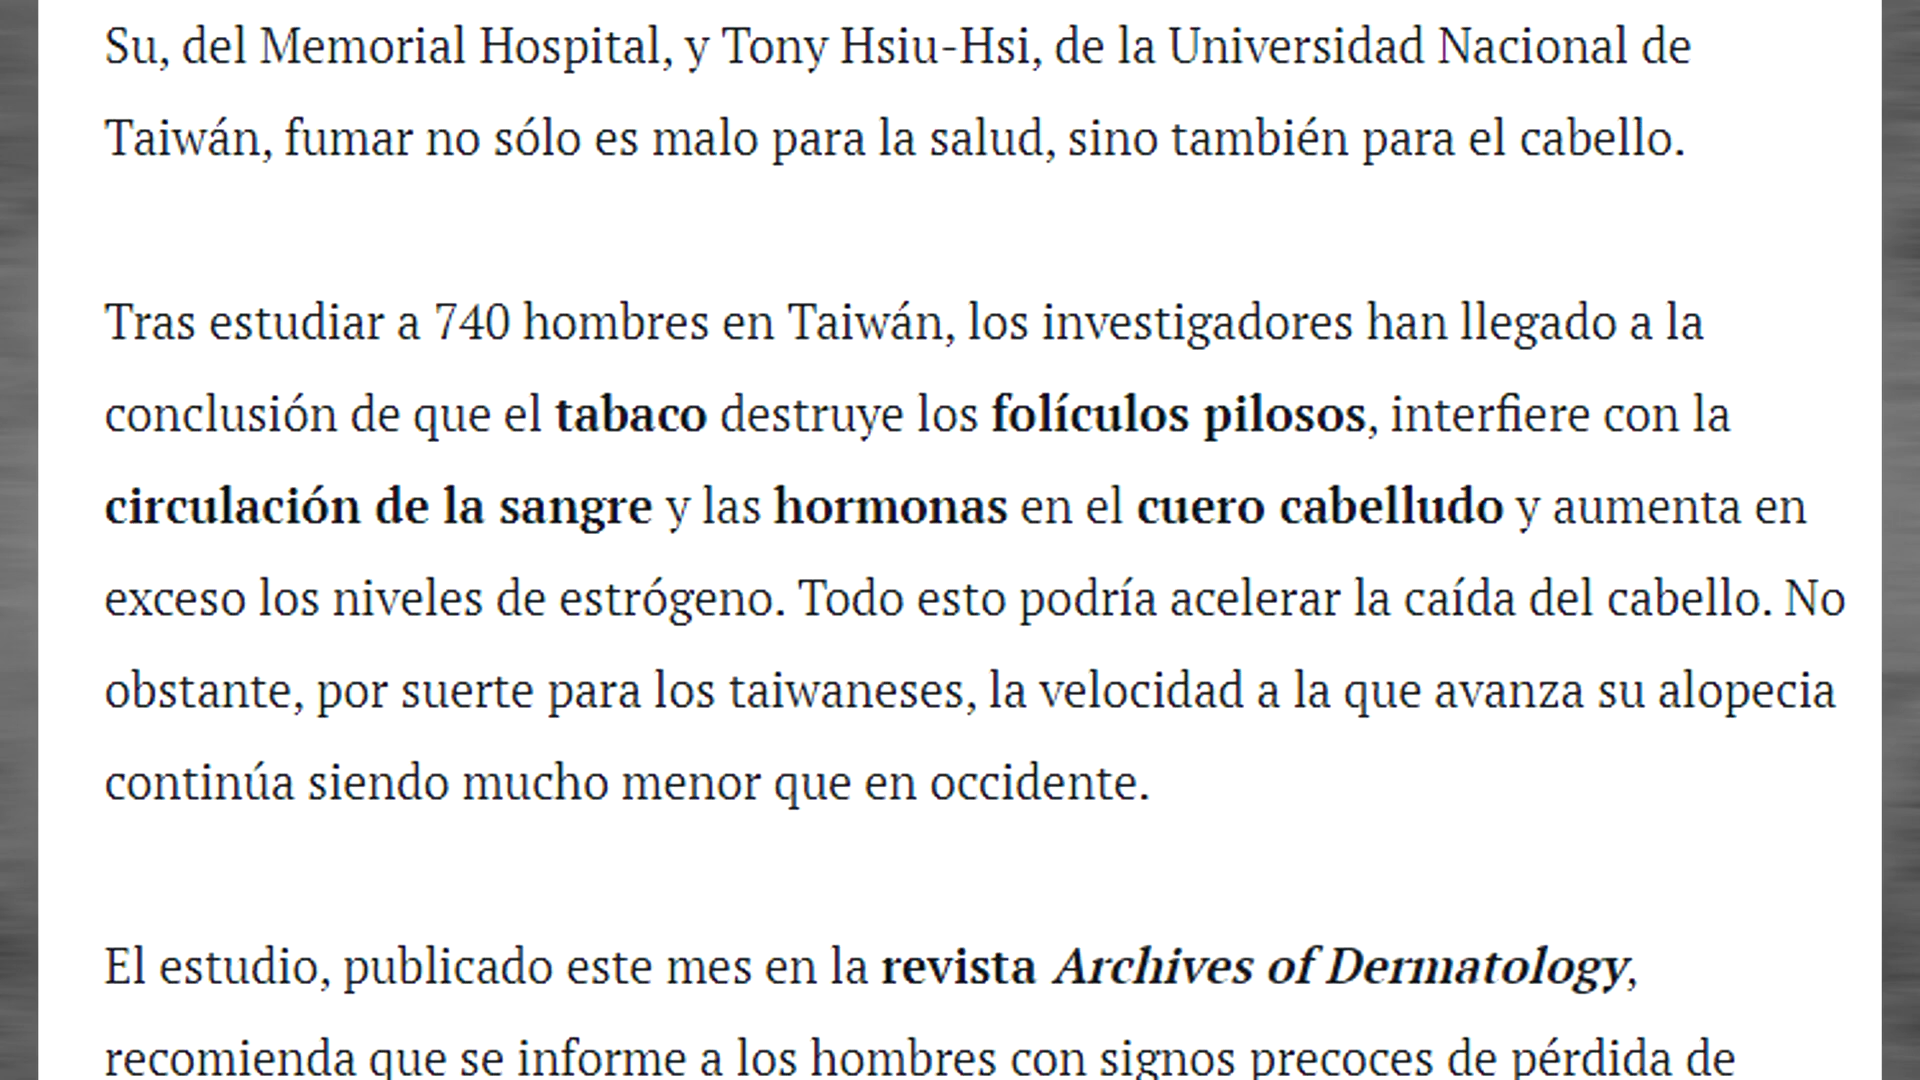 Su, del Memorial Hospital, y Tony Hsiu-Hsi, de la Universidad Nacional de
Taiwán, fumar no sólo es malo para la salud, sino también para el cabello.
Tras estudiar a 740 hombres en Taiwán, los investigadores han llegado a la
conclusión de que el tabaco destruye los folículos pilosos, interfiere con la
circulación de la sangre y las hormonas en el cuero cabelludo y aumenta en
exceso los niveles de estrógeno. Todo esto podría acelerar la caída del cabello. No
obstante, por suerte para los taiwaneses, la velocidad a la que avanza su alopecia
continúa siendo mucho menor que en occidente.
El estudio, publicado este mes en la revista Archives of Dermatology,
recomienda que se informe a los hombres con signos precoces de pérdida de